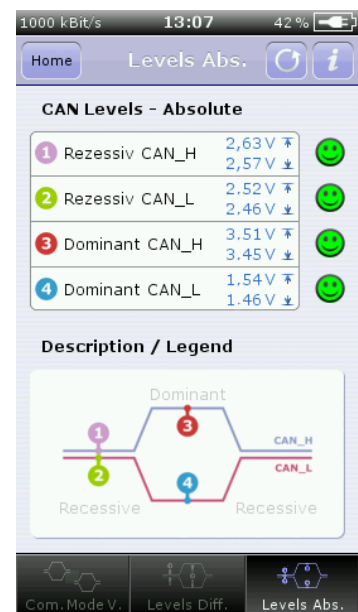 1000 kBit/s 13:07 42 %
Home Levels Abs. i
CAN Levels - Absolute
1 Rezessiv CAN_H 2,63 V
2,57 V
2 Rezessiv CAN_L 2.52 V
2.46 V
3 Dominant CAN_H 3.51 V
3,45 V
4 Dominant CAN_L 1.54 V
1.46 V
Description / Legend
Dominant
1 3
CAN_H
CAN_L
2 4
Recessive Recessive
Com. Mode V. Levels Diff. Levels Abs.